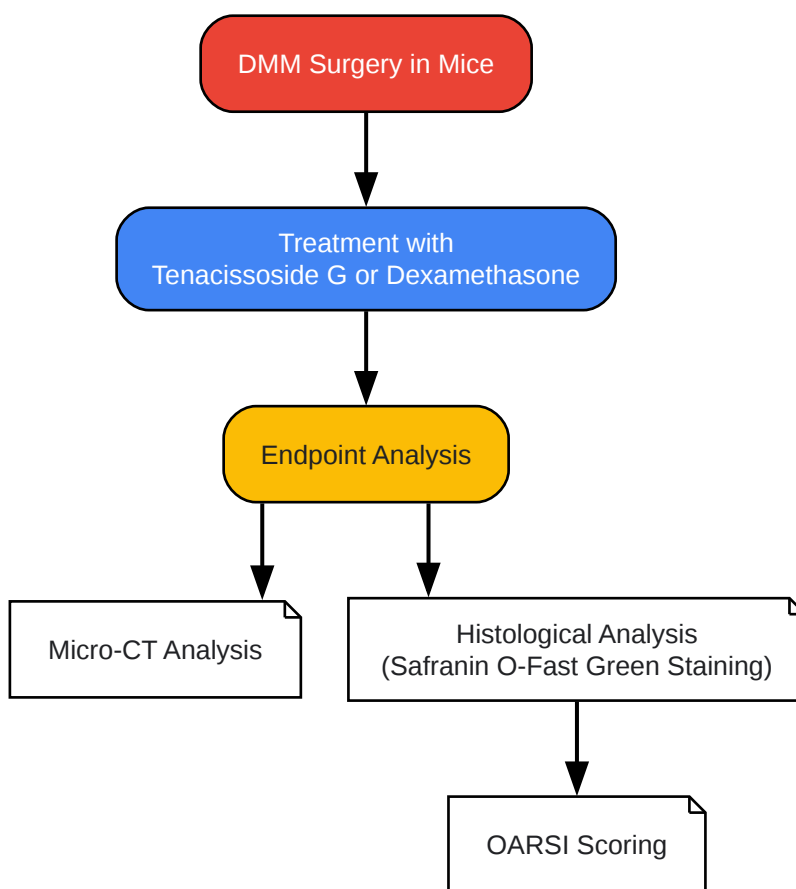 DMM Surgery in Mice
Treatment with
Tenacissoside G or Dexamethasone
Endpoint Analysis
Micro-CT Analysis
Histological Analysis
(Safranin O-Fast Green Staining)
OARSI Scoring